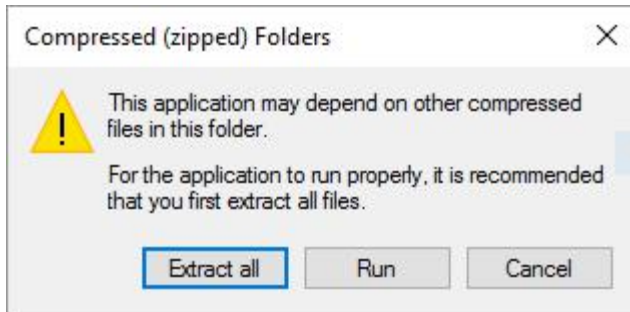 Compressed (zipped) Folders
This application may depend on other compressed
files in this folder.
For the application to run properly, it is recommended
that you first extract all files.
Extract all
Run
Cancel